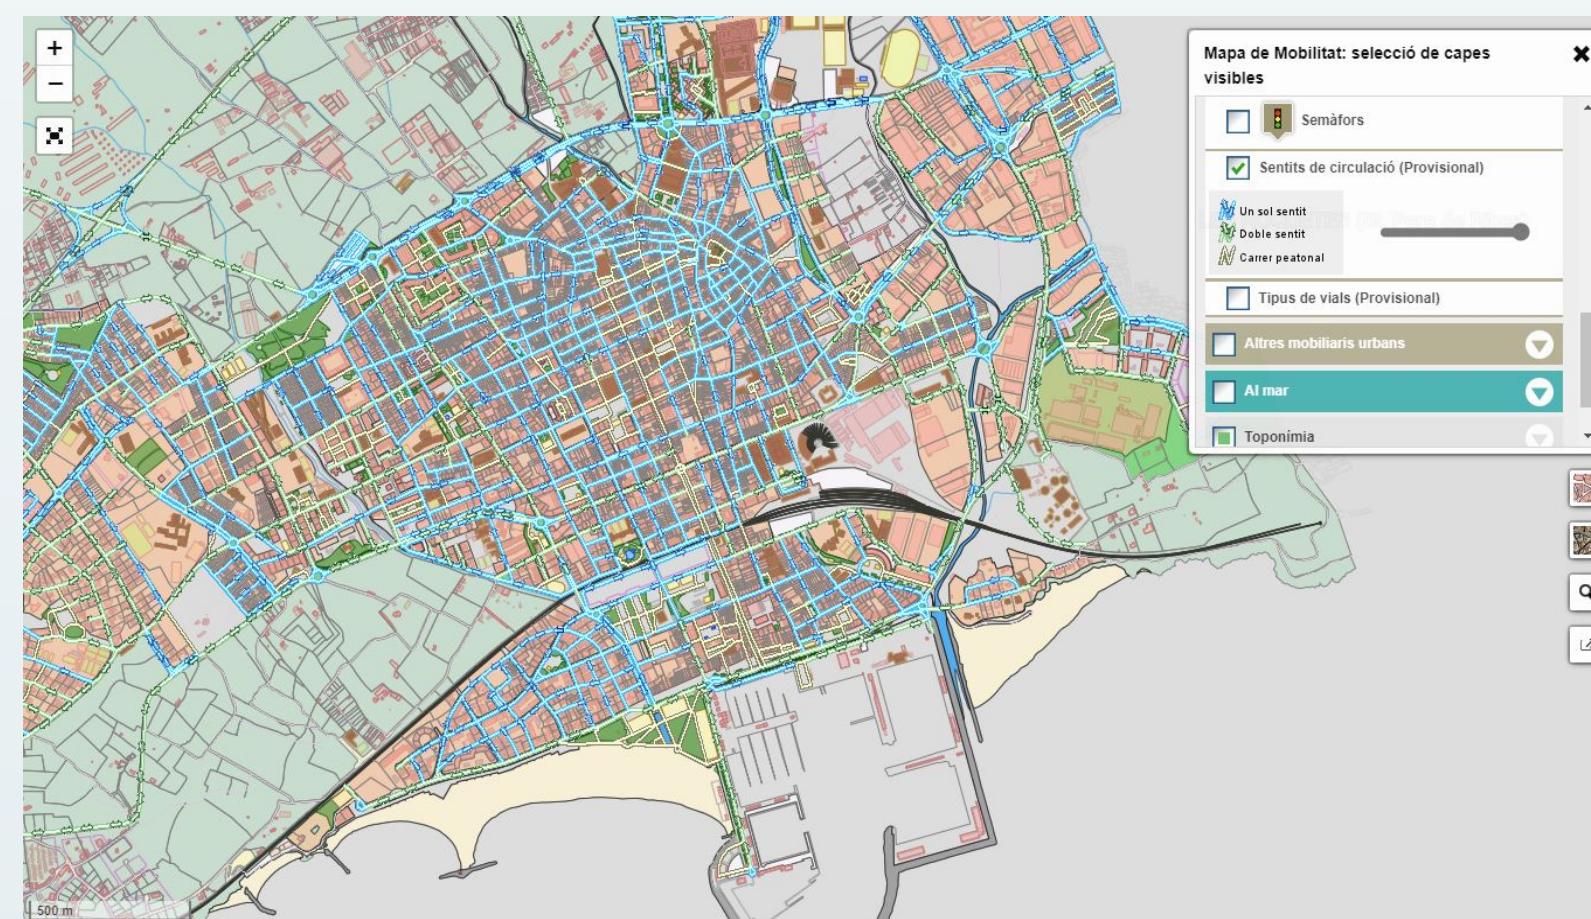 +
−
Mapa de Mobilitat: selecció de capes
visibles
Semàfors
Sentits de circulació (Provisional)
Un sol sentit
Doble sentit
Carrer peatonal
Tipus de vials (Provisional)
Altres mobiliaris urbans
Al mar
Toponímia
500 m